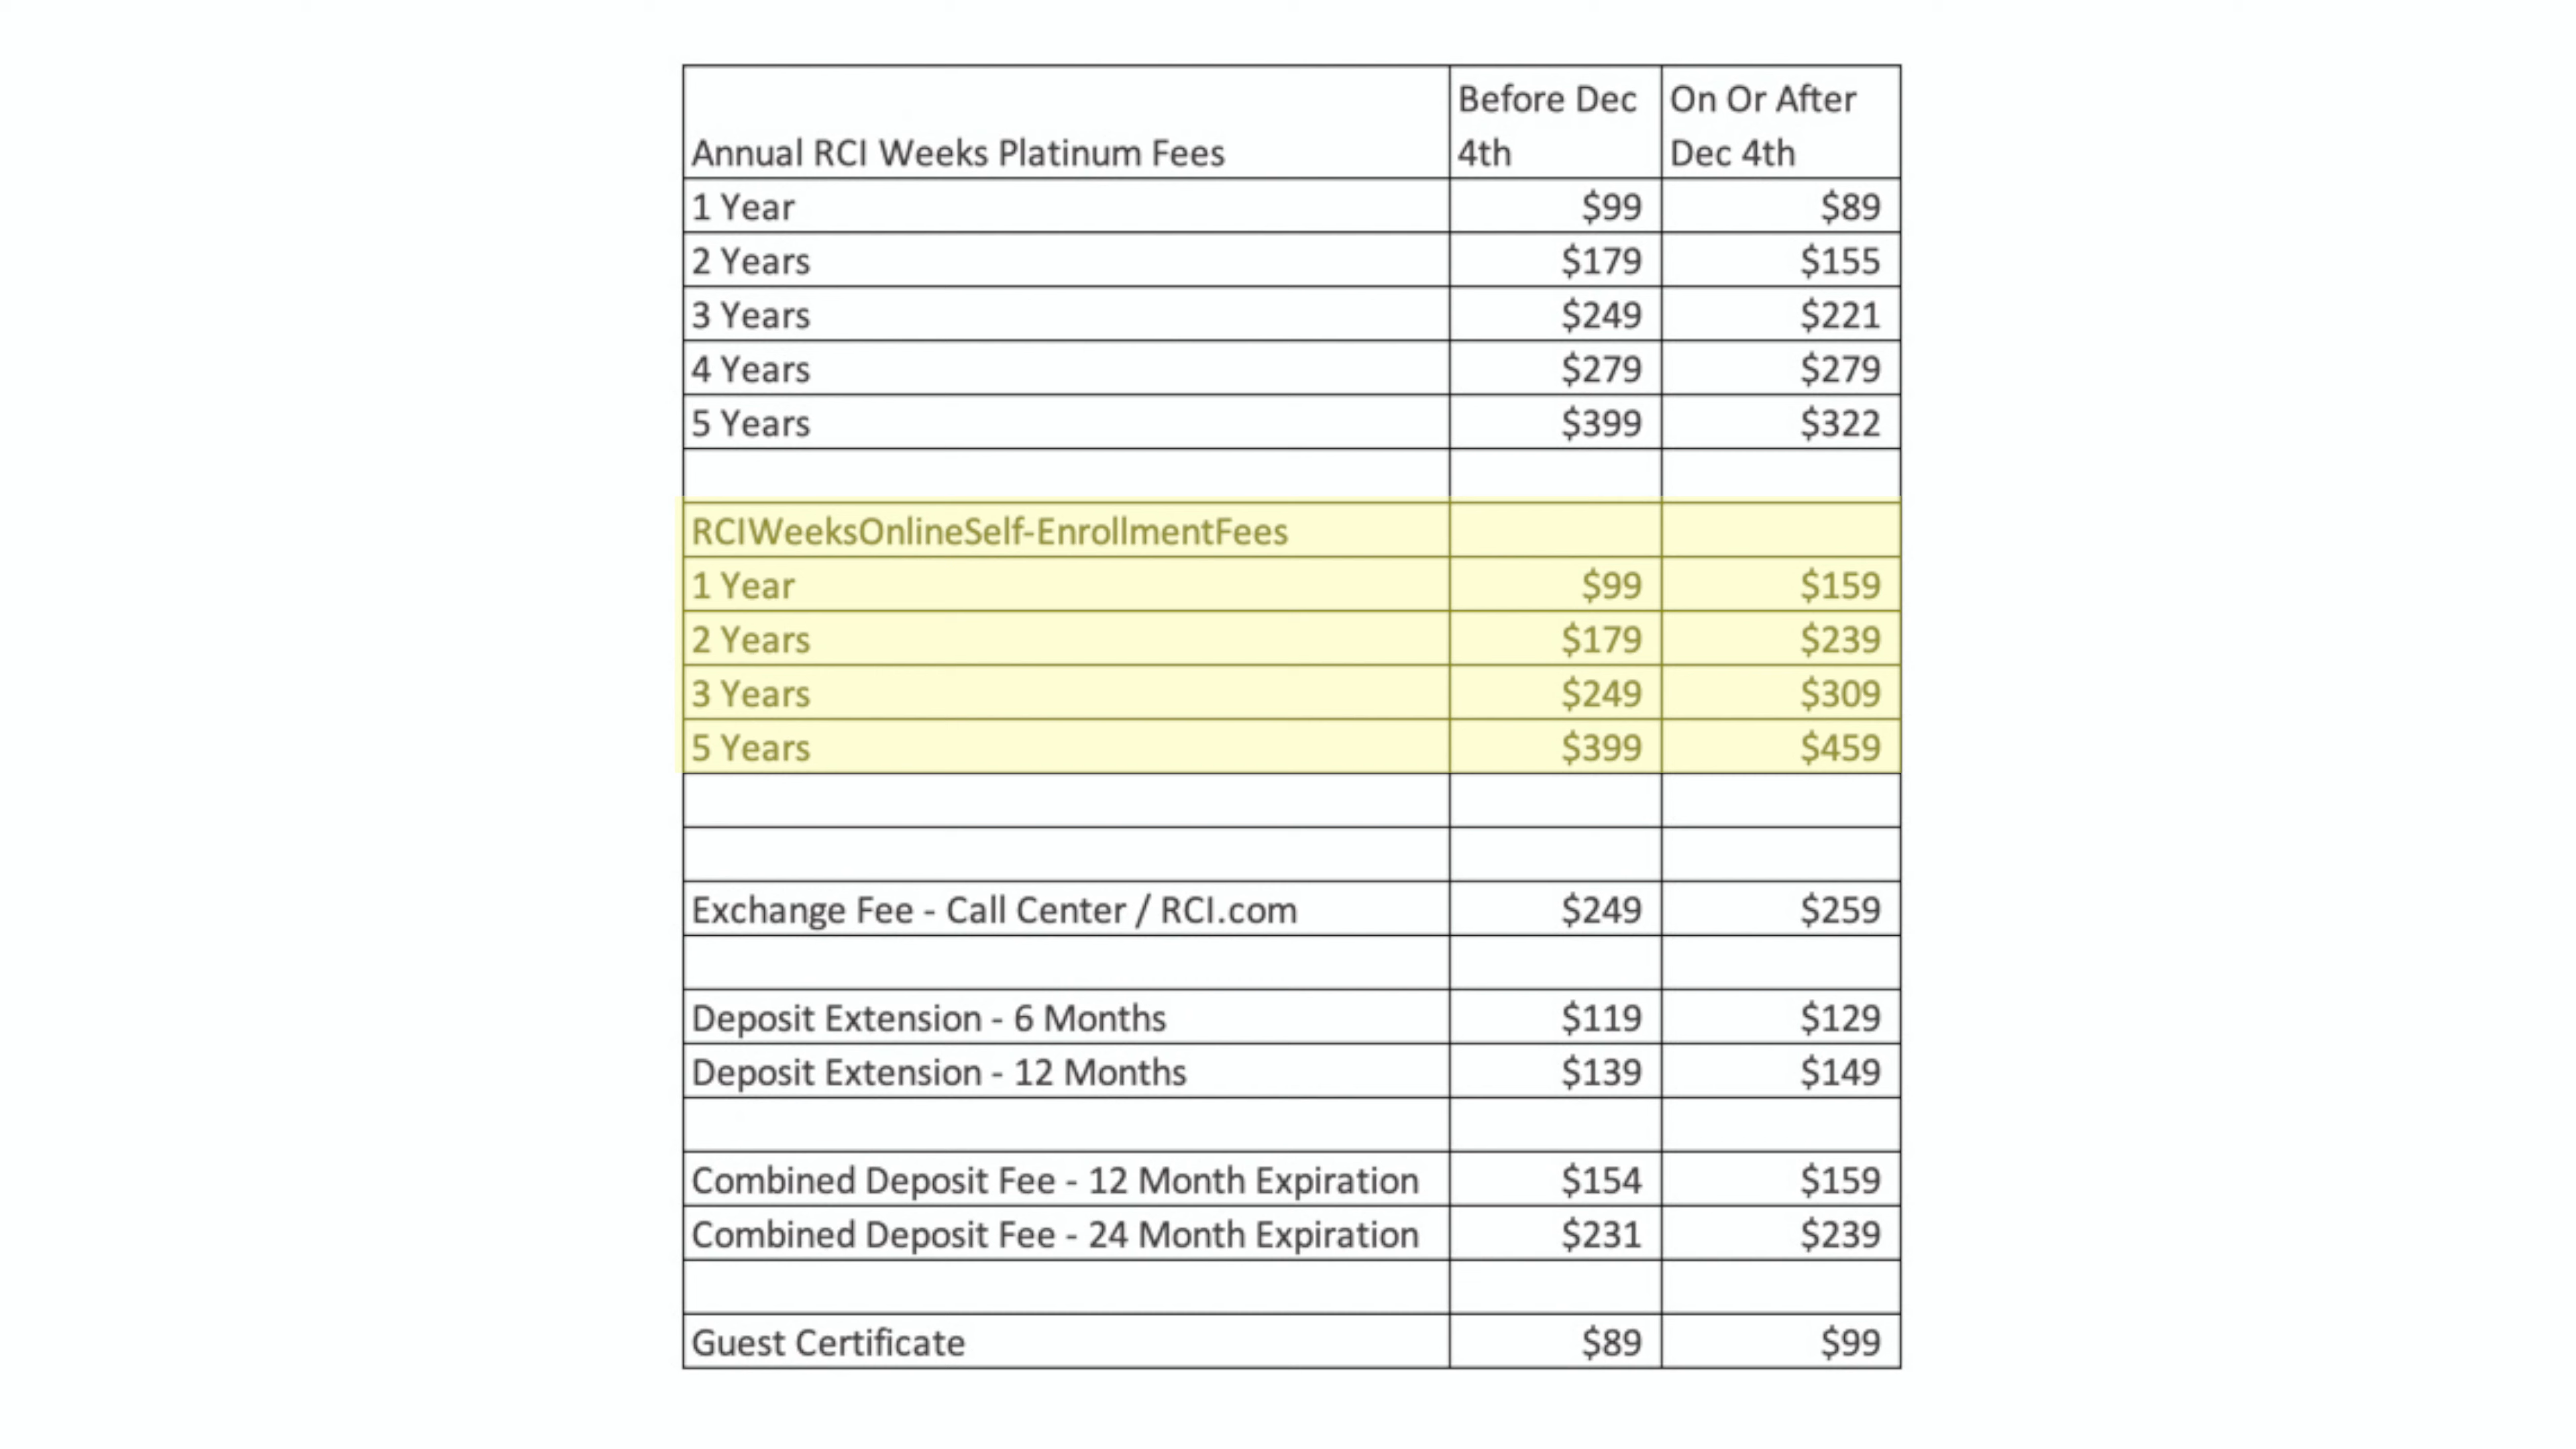 Annual RCI Weeks Platinum Fees Before Dec 4th On Or After Dec 4th
1 Year $99 $89
2 Years $179 $155
3 Years $249 $221
4 Years $279 $279
5 Years $399 $322
RCIWeeksOnlineSelf-EnrollmentFees
1 Year $99 $159
2 Years $179 $239
3 Years $249 $309
5 Years $399 $459
Exchange Fee - Call Center / RCI.com $249 $259
Deposit Extension - 6 Months $119 $129
Deposit Extension - 12 Months $139 $149
Combined Deposit Fee - 12 Month Expiration $154 $159
Combined Deposit Fee - 24 Month Expiration $231 $239
Guest Certificate $89 $99